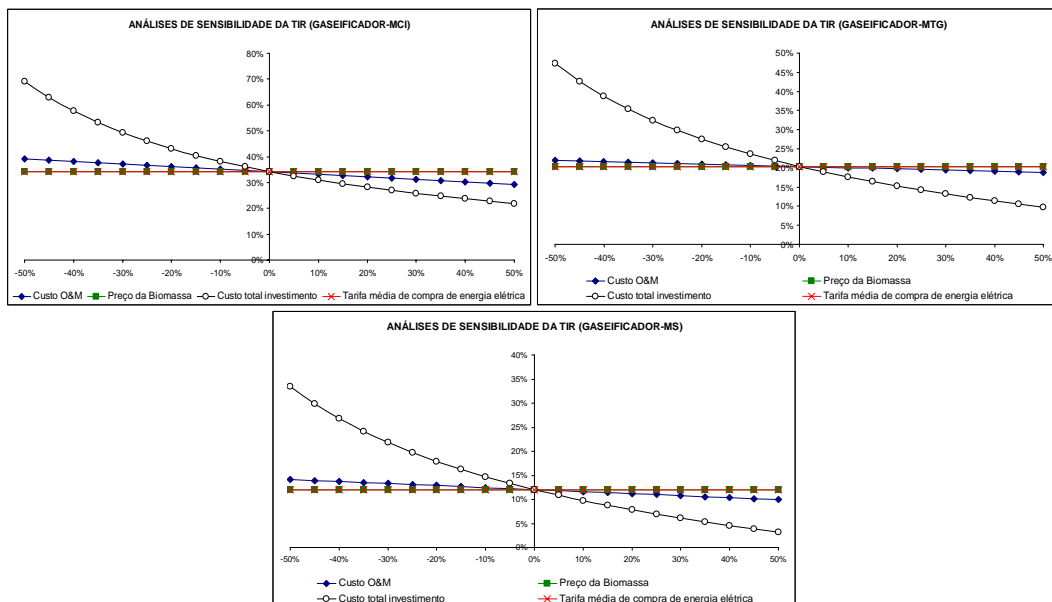 ANÁLISES DE SENSIBILIDADE DA TIR (GASEIFICADOR-MCI)
80%
70%
60%
50%
40%
30%
20%
10%
0%
-50% -40% -30% -20% -10% 0% 10% 20% 30% 40% 50%
Custo O&M Preço da Biomassa Custo total investimento Tarifa média de compra de energia elétrica
ANÁLISES DE SENSIBILIDADE DA TIR (GASEIFICADOR-MTG)
50%
45%
40%
35%
30%
25%
20%
15%
10%
5%
0%
-50% -40% -30% -20% -10% 0% 10% 20% 30% 40% 50%
Custo O&M Preço da Biomassa
Custo total investimento Tarifa média de compra de energia elétrica
ANÁLISES DE SENSIBILIDADE DA TIR (GASEIFICADOR-MS)
40%
35%
30%
25%
20%
15%
10%
5%
0%
-50% -40% -30% -20% -10% 0% 10% 20% 30% 40% 50%
Custo O&M Preço da Biomassa
Custo total investimento Tarifa média de compra de energia elétrica